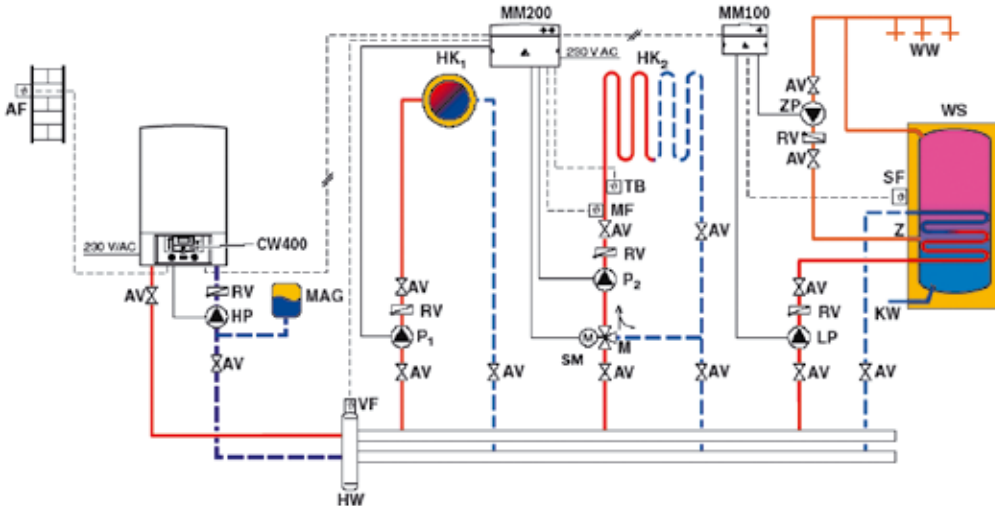 MM200
MM100
230 V AC
HK₁
HK₂
WW
AV
ZP
WS
AF
RV
AV
SF
TB
MF
AV
AV
Z
CW400
230 V/AC
RV
P₂
AV
RV
MAG
AV
AV
RV
KW
HP
P₁
M
SM
M
LP
AV
AV
AV
AV
AV
AV
AV
VF
HW